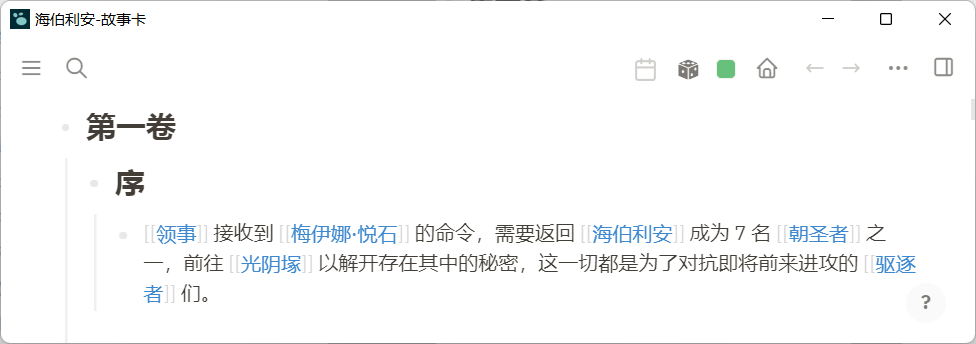 海伯利安-故事卡
第一卷
序
[[领事]] 接收到 [[梅伊娜·悦石]] 的命令，需要返回 [[海伯利安]] 成为 7 名 [[朝圣者]] 之
一，前往 [[光阴塚]] 以解开存在其中的秘密，这一切都是为了对抗即将前来进攻的 [[驱逐
者]] 们。
?